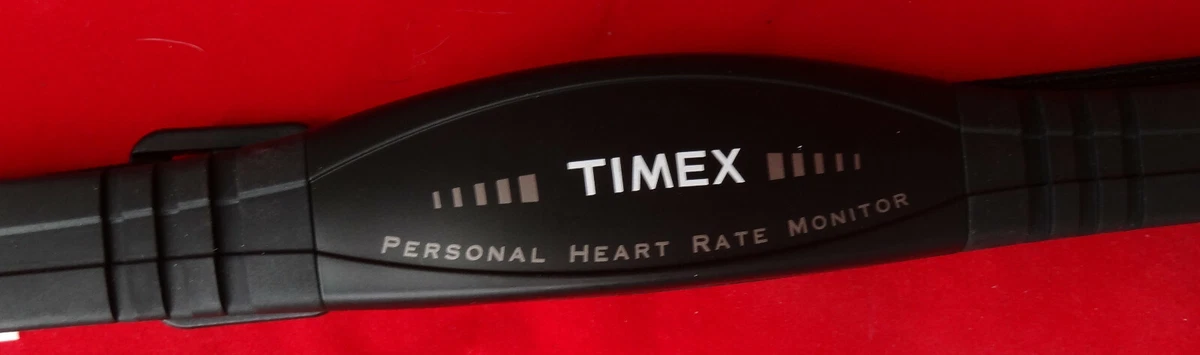 TIMEX
PERSONAL HEART RATE MONITOR